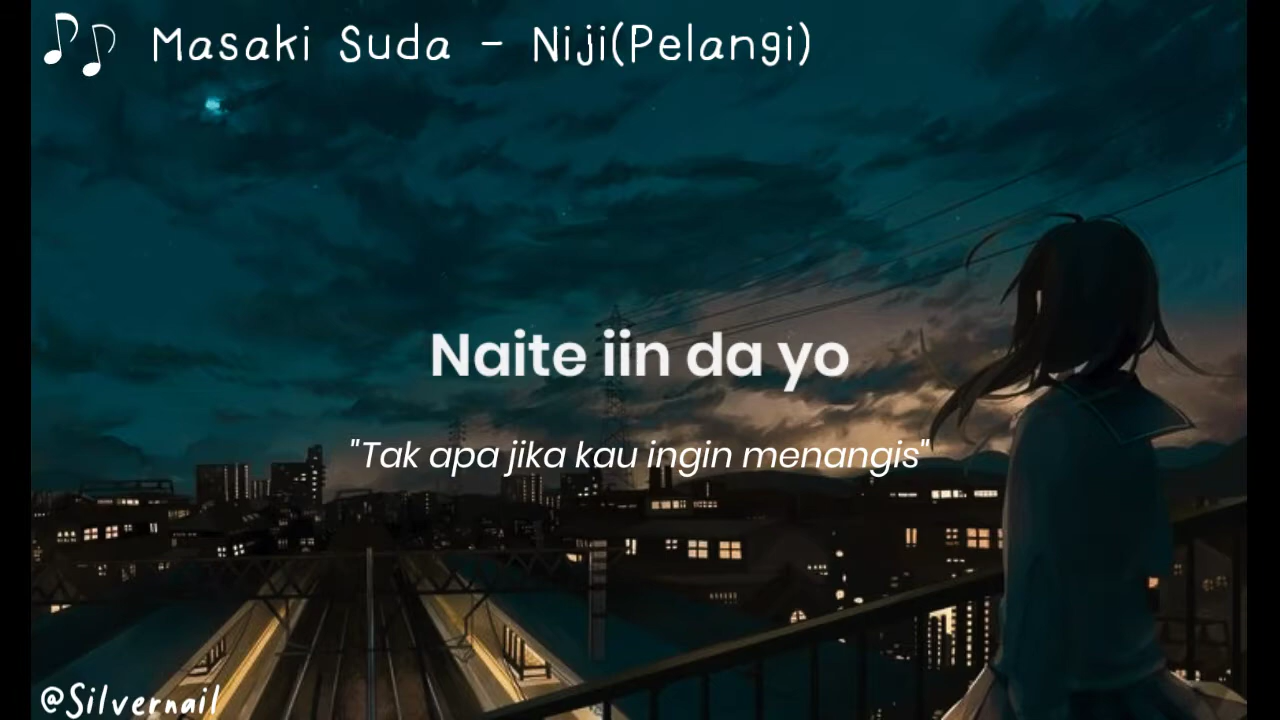 Masaki Suda - Niji(Pelangi)
Naite iin da yo
"Tak apa jika kau ingin menangis"
@Silvernail